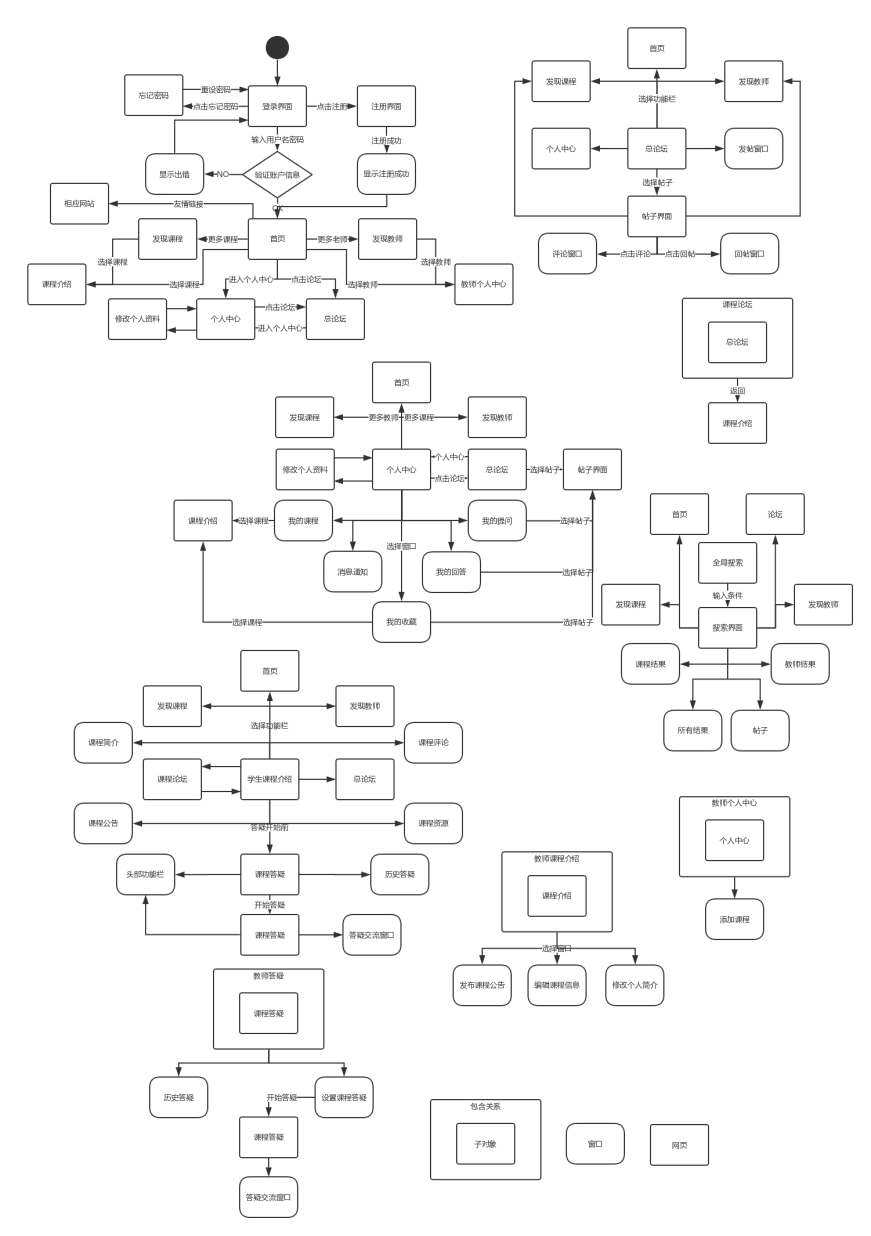 忘记密码
重设密码
点击忘记密码
登录界面
点击注册
注册界面
输入用户名密码
注册成功
显示出错
NO
验证账户信息
显示注册成功
OK
相应网站
友情链接
发现课程
更多课程
首页
更多老师
发现教师
选择课程
选择教师
课程介绍
选择课程
进入个人中心
点击论坛
选择教师
教师个人中心
修改个人资料
个人中心
点击论坛
进入个人中心
总论坛
首页
发现课程
发现教师
选择功能栏
个人中心
总论坛
发帖窗口
选择帖子
帖子界面
评论窗口
点击评论
点击回帖
回帖窗口
课程论坛
总论坛
返回
课程介绍
首页
发现课程
更多教师
更多课程
发现教师
修改个人资料
个人中心
个人中心
点击论坛
总论坛
选择帖子
帖子界面
课程介绍
选择课程
我的课程
我的提问
选择帖子
选择窗口
消息通知
我的回答
选择帖子
选择课程
我的收藏
选择帖子
首页
论坛
全局搜索
输入条件
发现课程
发现教师
搜索界面
课程结果
教师结果
所有结果
帖子
首页
发现课程
发现教师
选择功能栏
课程简介
课程评论
课程论坛
学生课程介绍
总论坛
课程公告
课程资源
答疑开始前
头部功能栏
课程答疑
历史答疑
开始答疑
课程答疑
答疑交流窗口
教师个人中心
个人中心
添加课程
教师课程介绍
课程介绍
选择窗口
发布课程公告
编辑课程信息
修改个人简介
教师答疑
课程答疑
历史答疑
设置课程答疑
开始答疑
课程答疑
答疑交流窗口
包含关系
子对象
窗口
网页